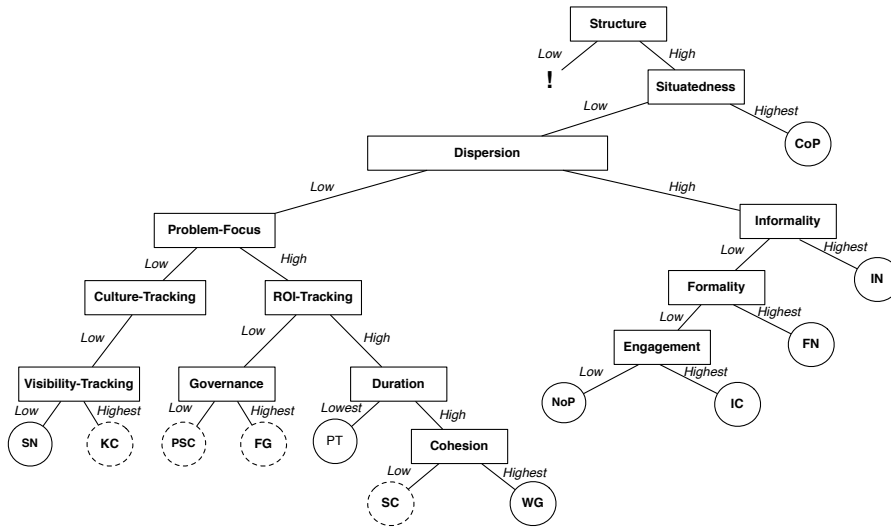 Structure
Low
High
!
Situatedness
Low
Highest
CoP
Dispersion
Low
High
Problem-Focus
Informality
Low
High
Low
Highest
Culture-Tracking
ROI-Tracking
Formality
IN
Low
Low
High
Low
Highest
Engagement
FN
Visibility-Tracking
Governance
Duration
Low
Highest
Low
Highest
Low
Highest
Lowest
High
NoP
IC
SN
KC
PSC
FG
PT
Cohesion
Low
Highest
SC
WG